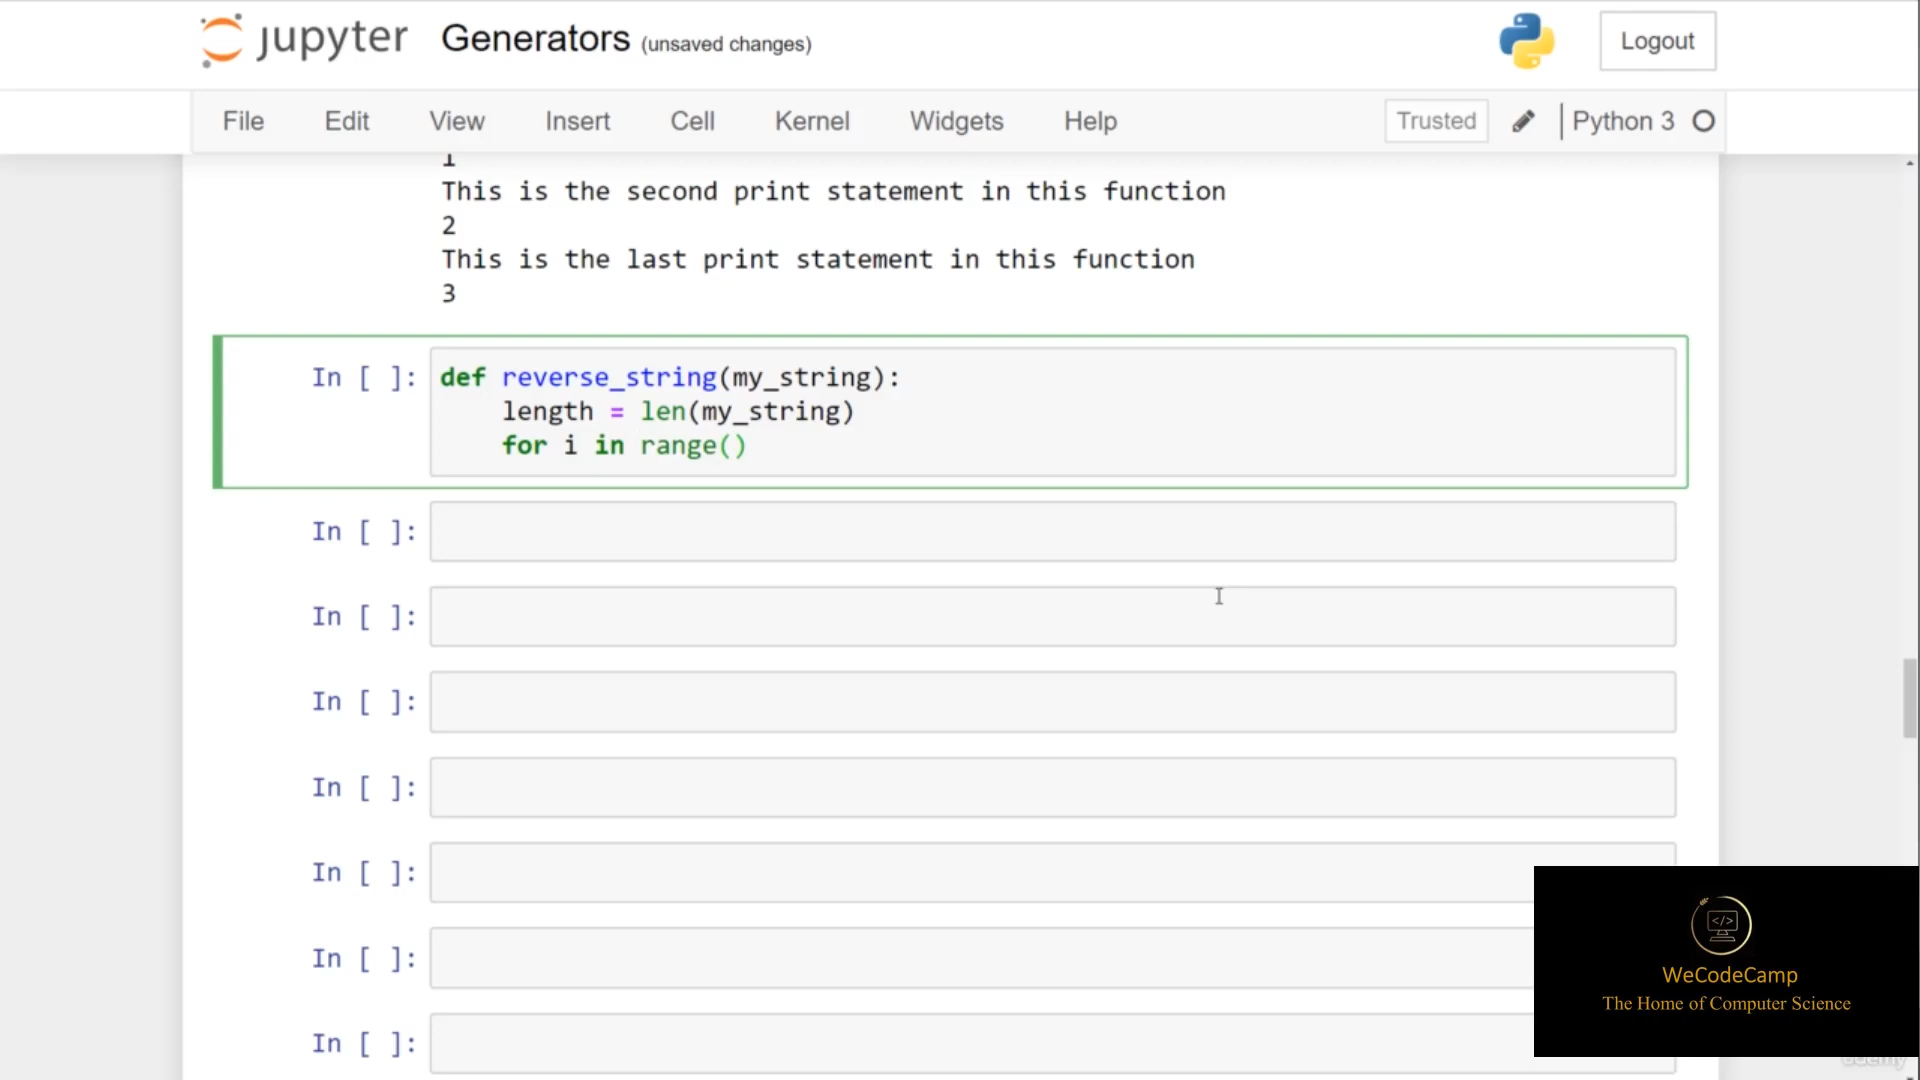 jupyter Generators (unsaved changes) Logout
File Edit View Insert Cell Kernel Widgets Help Trusted Python 3
1
This is the second print statement in this function
2
This is the last print statement in this function
3
In [ ]: def reverse_string(my_string):
length = len(my_string)
for i in range()
In [ ]:
In [ ]:
In [ ]:
In [ ]:
In [ ]:
In [ ]:
In [ ]:
</>
WeCodeCamp
The Home of Computer Science
udemy